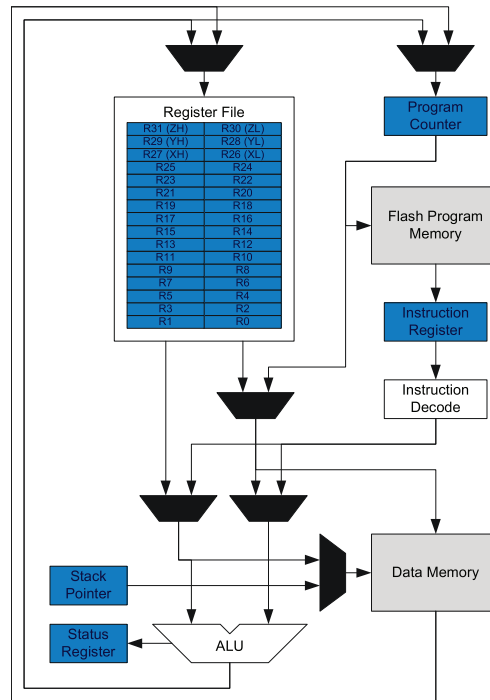 Register File
R31 (ZH) R30 (ZL)
R29 (YH) R28 (YL)
R27 (XH) R26 (XL)
R25 R24
R23 R22
R21 R20
R19 R18
R17 R16
R15 R14
R13 R12
R11 R10
R9 R8
R7 R6
R5 R4
R3 R2
R1 R0
Program
Counter
Flash Program
Memory
Instruction
Register
Instruction
Decode
Stack
Pointer
Data Memory
Status
Register
ALU